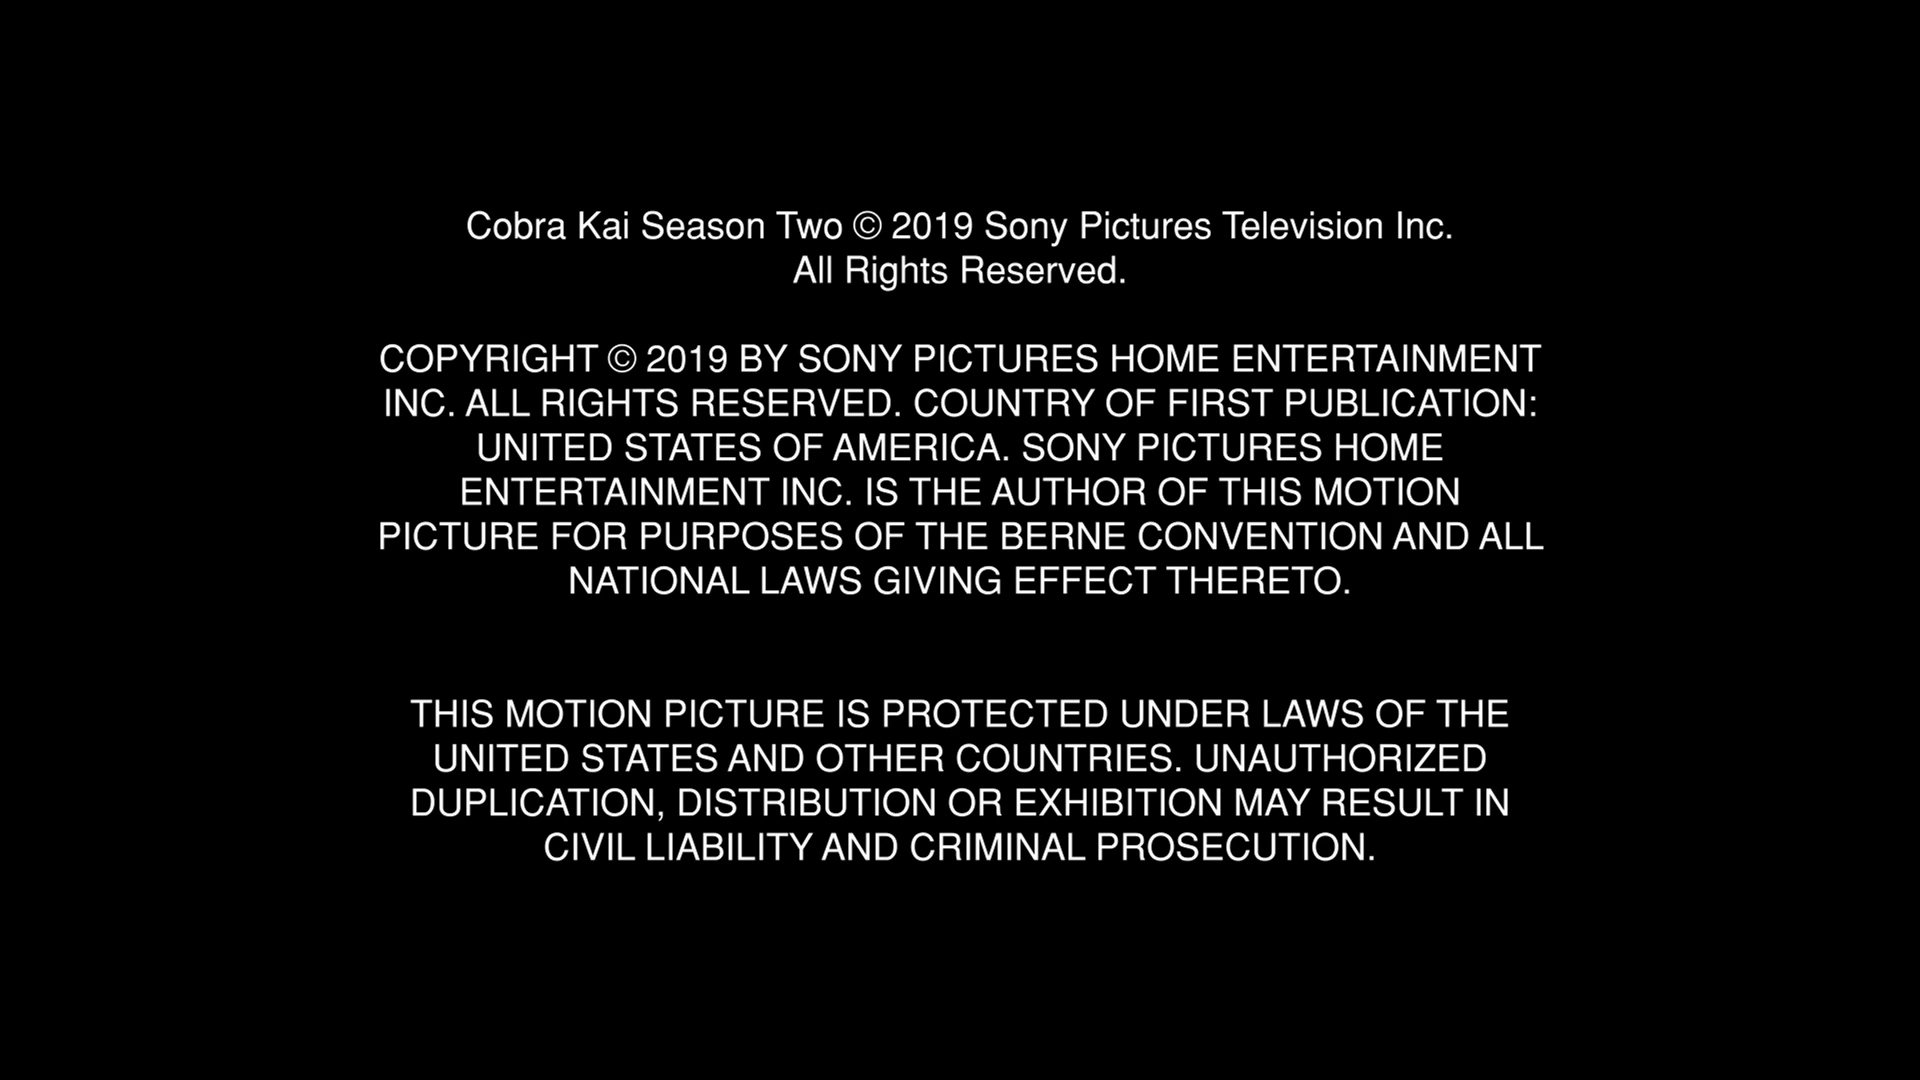 Cobra Kai Season Two © 2019 Sony Pictures Television Inc.
All Rights Reserved.
COPYRIGHT © 2019 BY SONY PICTURES HOME ENTERTAINMENT
INC. ALL RIGHTS RESERVED. COUNTRY OF FIRST PUBLICATION:
UNITED STATES OF AMERICA. SONY PICTURES HOME
ENTERTAINMENT INC. IS THE AUTHOR OF THIS MOTION
PICTURE FOR PURPOSES OF THE BERNE CONVENTION AND ALL
NATIONAL LAWS GIVING EFFECT THERETO.
THIS MOTION PICTURE IS PROTECTED UNDER LAWS OF THE
UNITED STATES AND OTHER COUNTRIES. UNAUTHORIZED
DUPLICATION, DISTRIBUTION OR EXHIBITION MAY RESULT IN
CIVIL LIABILITY AND CRIMINAL PROSECUTION.